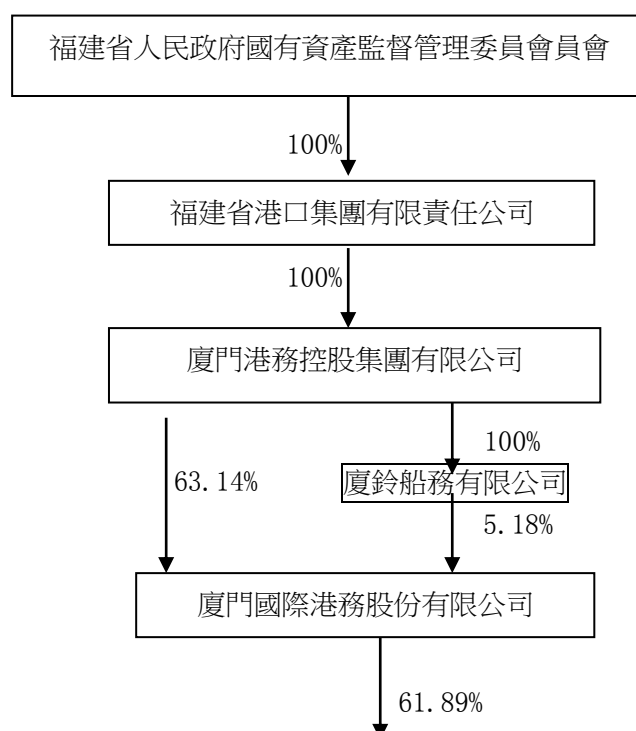 福建省人民政府國有資產監督管理委員會員會
100%
福建省港口集團有限責任公司
100%
廈門港務控股集團有限公司
100%
63.14%
廈鈴船務有限公司
5.18%
廈門國際港務股份有限公司
61.89%